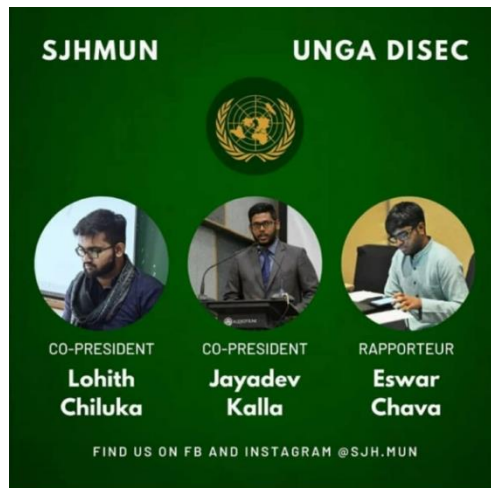 SJHMUN UNGA DISEC
CO-PRESIDENT CO-PRESIDENT RAPPORTEUR
Lohith Jayadev Eswar
Chiluka Kalla Chava
FIND US ON FB AND INSTAGRAM @SJH.MUN